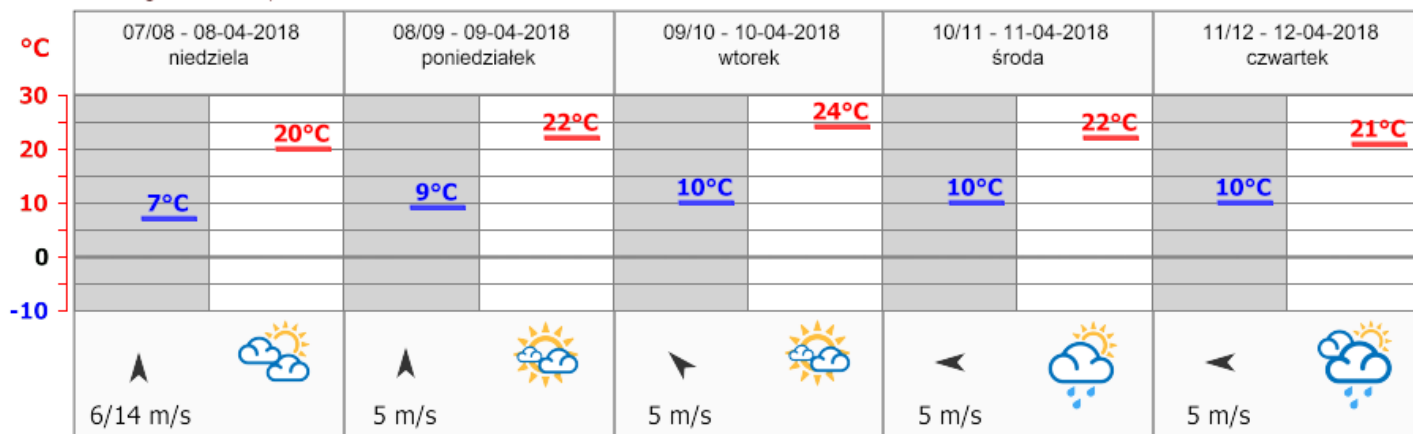 °C
07/08 - 08-04-2018
niedziela
08/09 - 09-04-2018
poniedziałek
09/10 - 10-04-2018
wtorek
10/11 - 11-04-2018
środa
11/12 - 12-04-2018
czwartek
30
20
10
0
-10
7°C
20°C
9°C
22°C
10°C
24°C
10°C
22°C
10°C
21°C
6/14 m/s
5 m/s
5 m/s
5 m/s
5 m/s